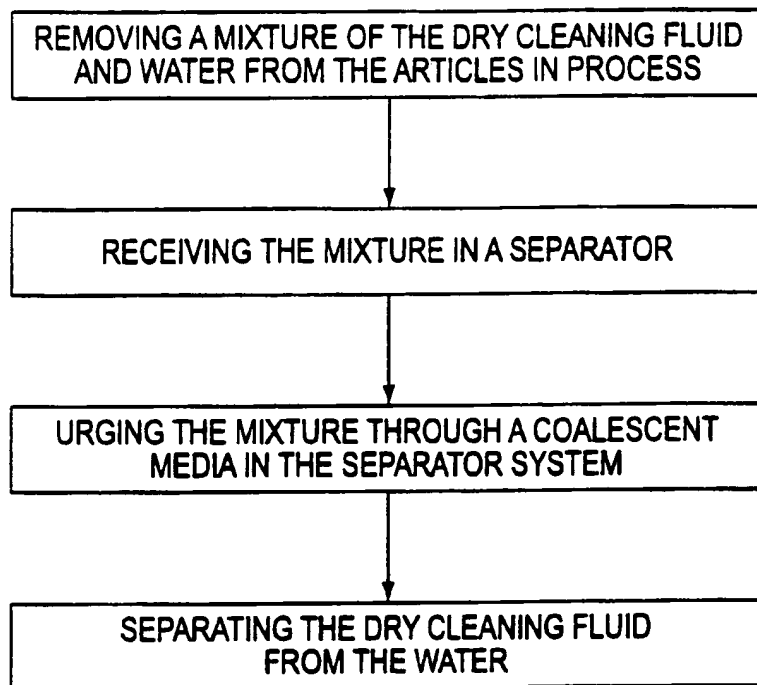 REMOVING A MIXTURE OF THE DRY CLEANING FLUID
AND WATER FROM THE ARTICLES IN PROCESS
RECEIVING THE MIXTURE IN A SEPARATOR
URGING THE MIXTURE THROUGH A COALESCENT
MEDIA IN THE SEPARATOR SYSTEM
SEPARATING THE DRY CLEANING FLUID
FROM THE WATER